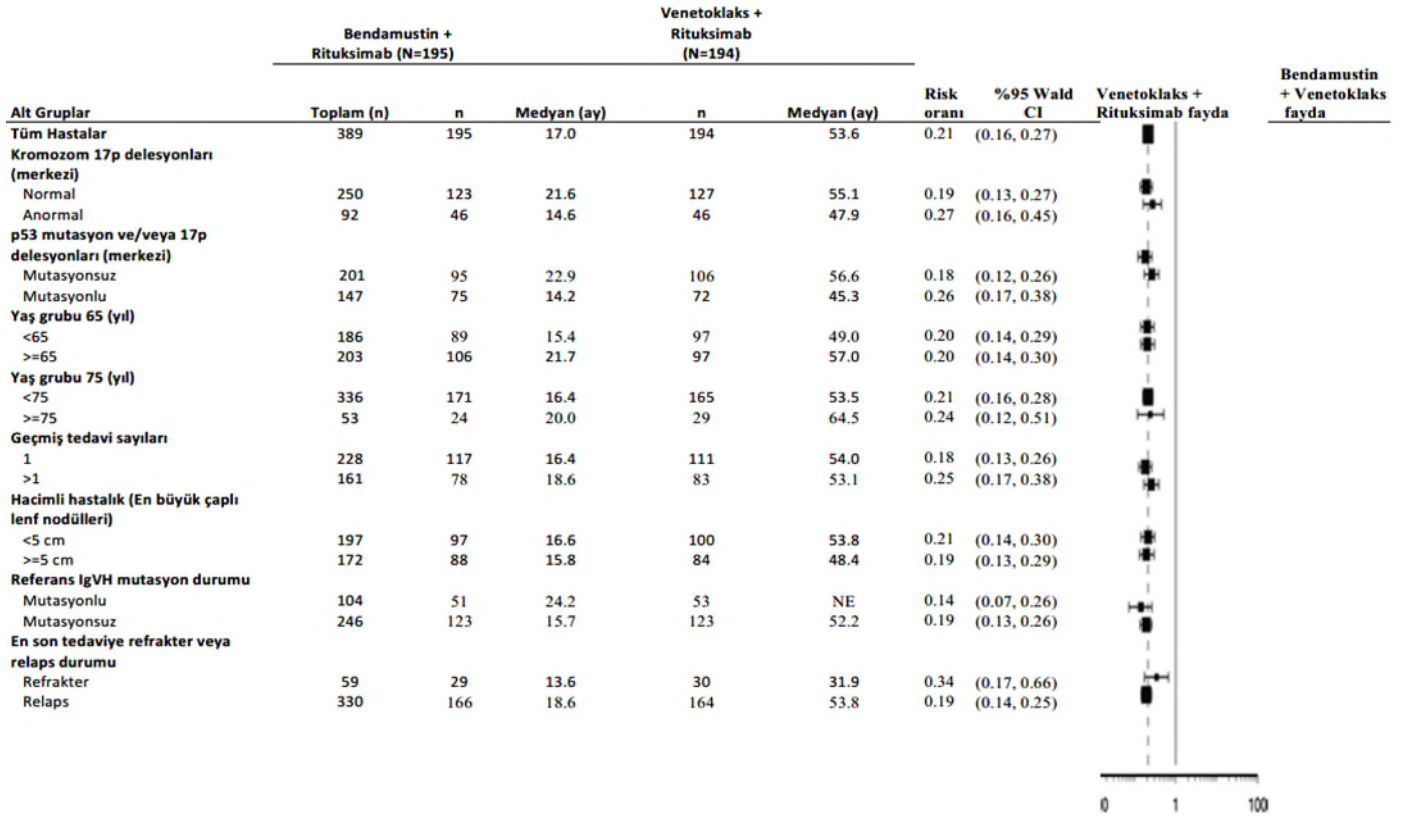 Bendamustin +
Rituksimab (N=195)
Venetoklaks +
Rituksimab
(N=194)
Alt Gruplar Toplam (n) n Medyan (ay) n Medyan (ay) Risk oranı %95 Wald CI Venetoklaks + Rituksimab fayda Bendamustin + Venetoklaks fayda
Tüm Hastalar 389 195 17.0 194 53.6 0.21 (0.16, 0.27)
Kromozom 17p delesyonları
(merkezi)
Normal 250 123 21.6 127 55.1 0.19 (0.13, 0.27)
Anormal 92 46 14.6 46 47.9 0.27 (0.16, 0.45)
p53 mutasyon ve/veya 17p
delesyonları (merkezi)
Mutasyonsuz 201 95 22.9 106 56.6 0.18 (0.12, 0.26)
Mutasyonlu 147 75 14.2 72 45.3 0.26 (0.17, 0.38)
Yaş grubu 65 (yıl)
<65 186 89 15.4 97 49.0 0.20 (0.14, 0.29)
>=65 203 106 21.7 97 57.0 0.20 (0.14, 0.30)
Yaş grubu 75 (yıl)
<75 336 171 16.4 165 53.5 0.21 (0.16, 0.28)
>=75 53 24 20.0 29 64.5 0.24 (0.12, 0.51)
Geçmiş tedavi sayıları
1 228 117 16.4 111 54.0 0.18 (0.13, 0.26)
>1 161 78 18.6 83 53.1 0.25 (0.17, 0.38)
Hacimli hastalık (En büyük çaplı
lenf nodülleri)
<5 cm 197 97 16.6 100 53.8 0.21 (0.14, 0.30)
>=5 cm 172 88 15.8 84 48.4 0.19 (0.13, 0.29)
Referans IgVH mutasyon durumu
Mutasyonlu 104 51 24.2 53 NE 0.14 (0.07, 0.26)
Mutasyonsuz 246 123 15.7 123 52.2 0.19 (0.13, 0.26)
En son tedaviye refrakter veya
relaps durumu
Refrakter 59 29 13.6 30 31.9 0.34 (0.17, 0.66)
Relaps 330 166 18.6 164 53.8 0.19 (0.14, 0.25)
0 1 100